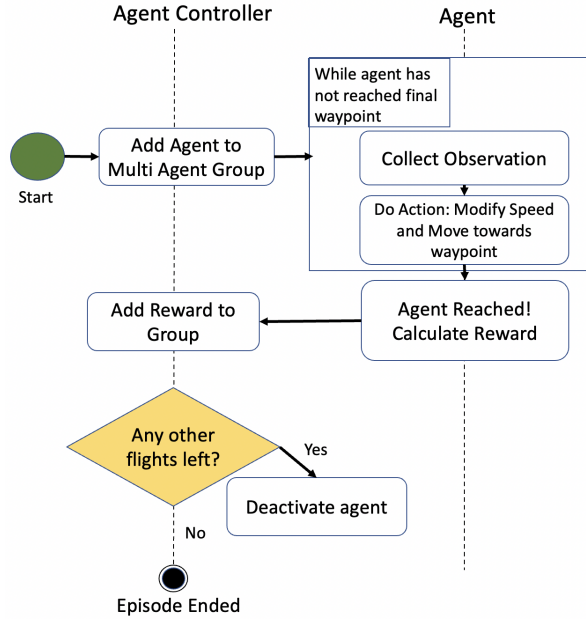 Agent Controller
Agent
While agent has
not reached final
waypoint
Add Agent to
Multi Agent Group
Start
Collect Observation
Do Action: Modify Speed
and Move towards
waypoint
Add Reward to
Group
Agent Reached!
Calculate Reward
Any other
flights left?
Yes
Deactivate agent
No
Episode Ended